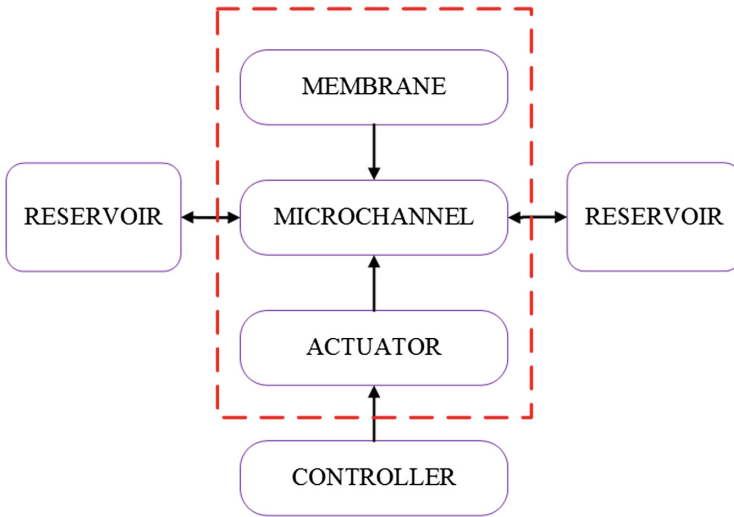 MEMBRANE
RESERVOIR
MICROCHANNEL
RESERVOIR
ACTUATOR
CONTROLLER